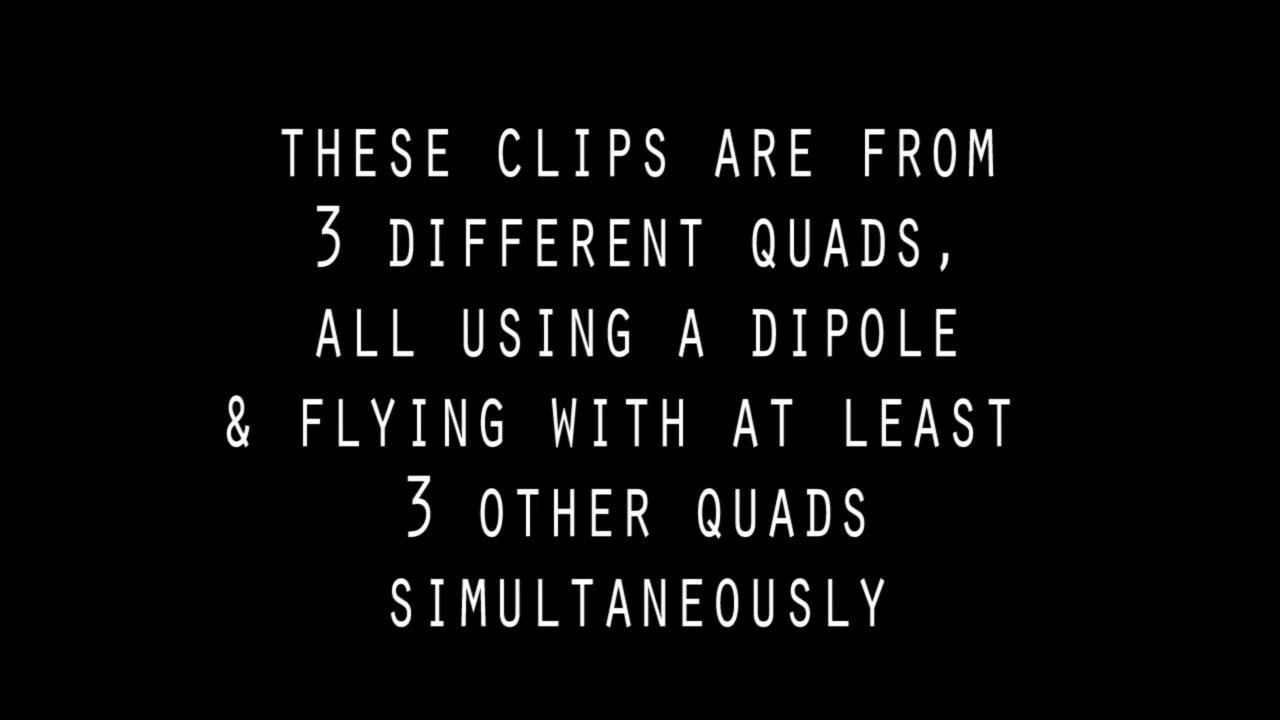 THESE CLIPS ARE FROM
3 DIFFERENT QUADS,
ALL USING A DIPOLE
& FLYING WITH AT LEAST
3 OTHER QUADS
SIMULTANEOUSLY